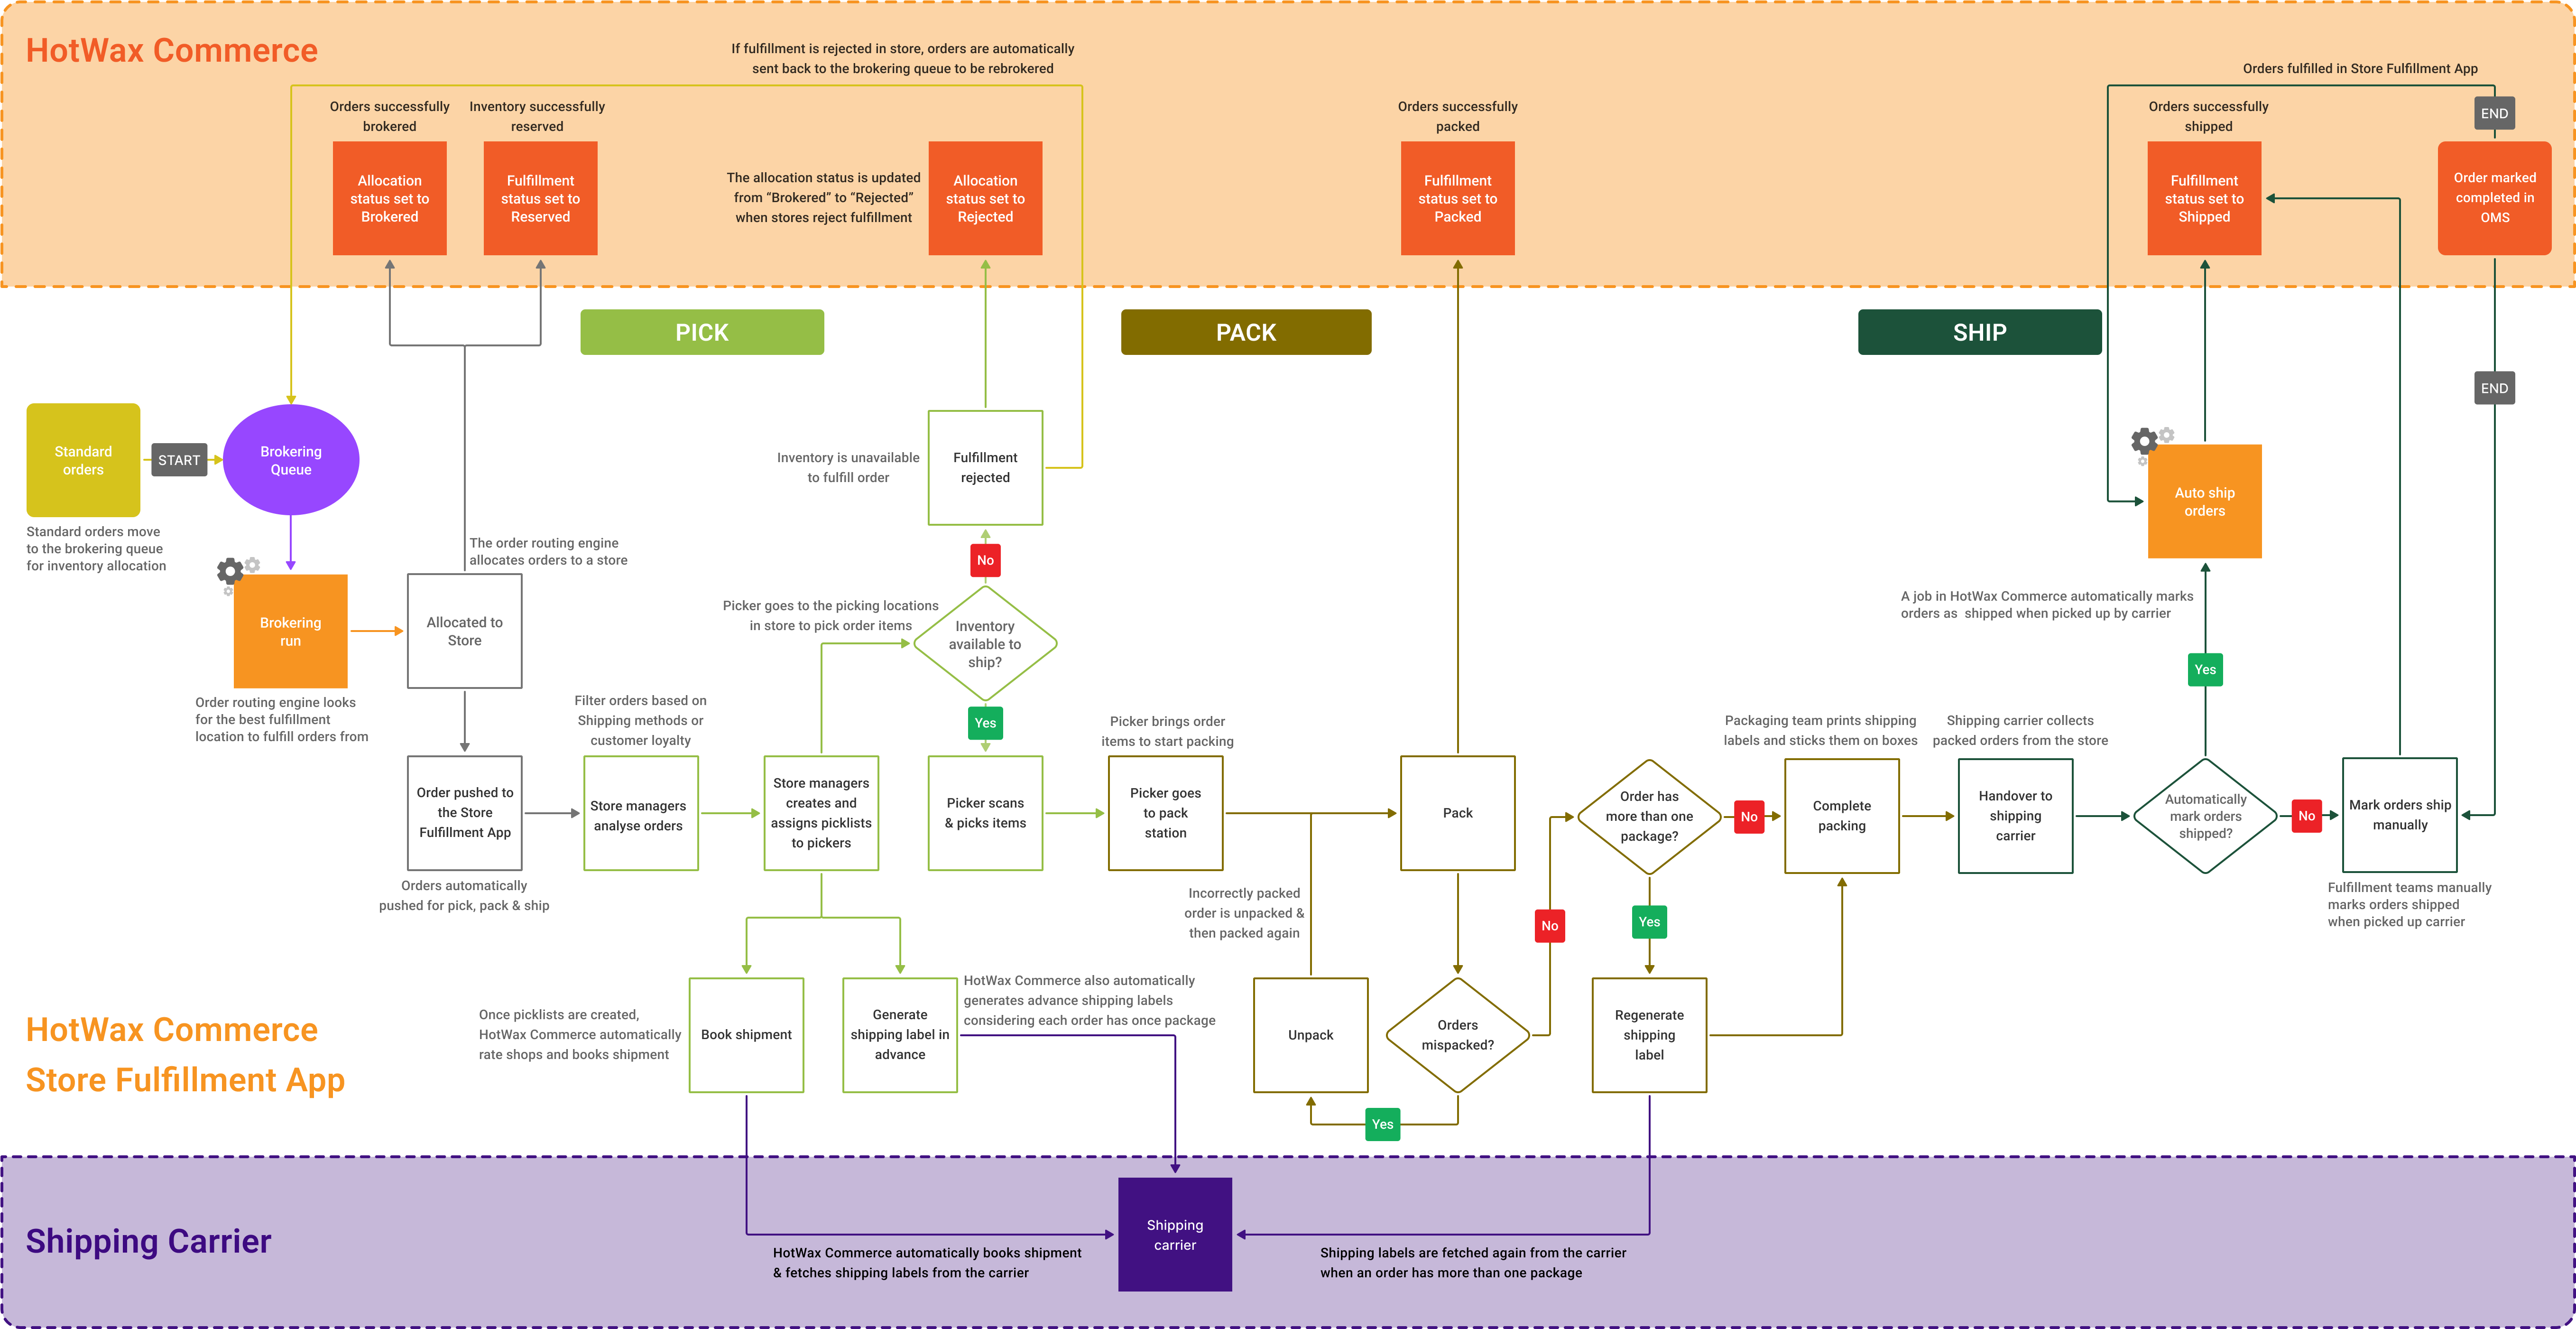 HotWax Commerce
If fulfillment is rejected in store, orders are automatically
sent back to the brokering queue to be rebrokered
Orders fulfilled in Store Fulfillment App
Orders successfully
brokered
Inventory successfully
reserved
Orders successfully
packed
Orders successfully
shipped
END
Allocation
status set to
Brokered
Fulfillment
status set to
Reserved
The allocation status is updated
from “Brokered” to “Rejected”
when stores reject fulfillment
Allocation
status set to
Rejected
Fulfillment
status set to
Packed
Fulfillment
status set to
Shipped
Order marked
completed in
OMS
PICK
PACK
SHIP
END
Standard
orders
START
Brokering
Queue
Standard orders move
to the brokering queue
for inventory allocation
Inventory is unavailable
to fulfill order
Fulfillment
rejected
No
Auto ship
orders
The order routing engine
allocates orders to a store
Brokering
run
Allocated to
Store
Order routing engine looks
for the best fulfillment
location to fulfill orders from
Picker goes to the picking locations
in store to pick order items
Inventory
available to
ship?
Yes
A job in HotWax Commerce automatically marks
orders as  shipped when picked up by carrier
Yes
Filter orders based on
Shipping methods or
customer loyalty
Picker brings order
items to start packing
Packaging team prints shipping
labels and sticks them on boxes
Shipping carrier collects
packed orders from the store
Order pushed to
the Store
Fulfillment App
Orders automatically
pushed for pick, pack & ship
Store managers
analyse orders
Store managers
creates and
assigns picklists
to pickers
Picker scans
& picks items
Picker goes
to pack
station
Pack
Order has
more than one
package?
No
Complete
packing
Handover to
shipping
carrier
Automatically
mark orders
shipped?
No
Mark orders ship
manually
Fulfillment teams manually
marks orders shipped
when picked up carrier
Incorrectly packed
order is unpacked &
then packed again
No
Yes
HotWax Commerce
Store Fulfillment App
Once picklists are created,
HotWax Commerce automatically
rate shops and books shipment
Book shipment
Generate
shipping label in
advance
HotWax Commerce also automatically
generates advance shipping labels
considering each order has once package
Unpack
Orders
mispacked?
Regenerate
shipping
label
Yes
Shipping Carrier
Shipping
carrier
HotWax Commerce automatically books shipment
& fetches shipping labels from the carrier
Shipping labels are fetched again from the carrier
when an order has more than one package